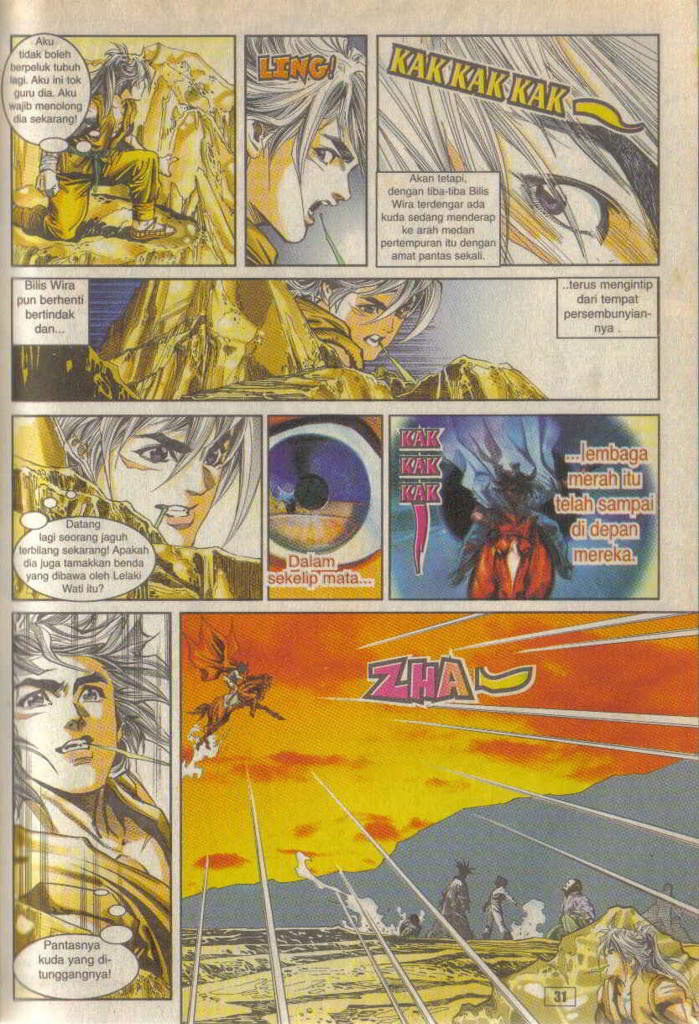 Aku
tidak boleh
berpeluk tubuh
lagi. Aku ini tok
guru dia. Aku
wajib menolong
dia sekarang!
LING!
KAK KAK KAK
Akan tetapi,
dengan tiba-tiba Bilis
Wira terdengar ada
kuda sedang menderap
ke arah medan
pertempuran itu dengan
amat pantas sekali.
Bilis Wira
pun berhenti
bertindak
dan...
..terus mengintip
dari tempat
persembunyian-
nya .
Datang
lagi seorang jaguh
terbilang sekarang! Apakah
dia juga tamakkan benda
yang dibawa oleh Lelaki
Wati itu?
Dalam
sekelip mata...
KAK
KAK
KAK
...lembaga
merah itu
telah sampai
di depan
mereka.
Pantasnya
kuda yang di-
tunggangnya!
ZHA
31